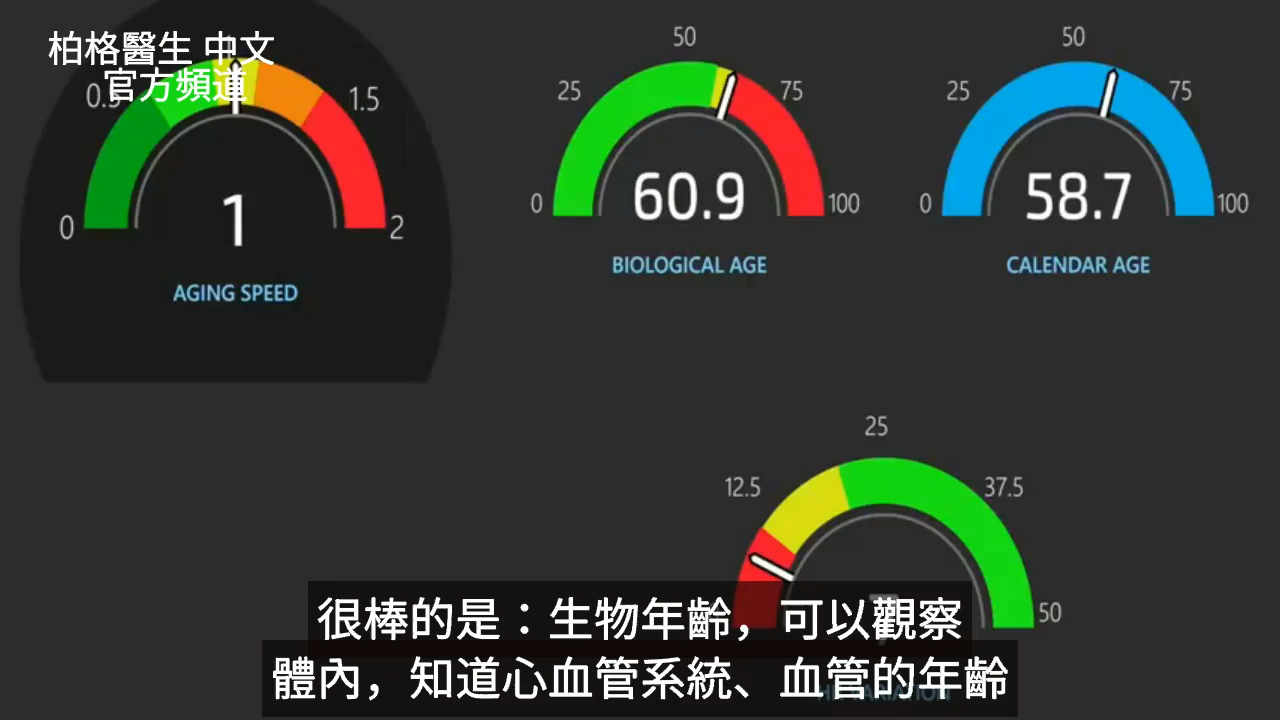 柏格醫生 中文
官方頻道
0 0.5 1.5 2
1
AGING SPEED
0 25 50 75 100
60.9
BIOLOGICAL AGE
0 25 50 75 100
58.7
CALENDAR AGE
12.5 25 37.5 50
很棒的是：生物年齡，可以觀察
體內，知道心血管系統、血管的年齡